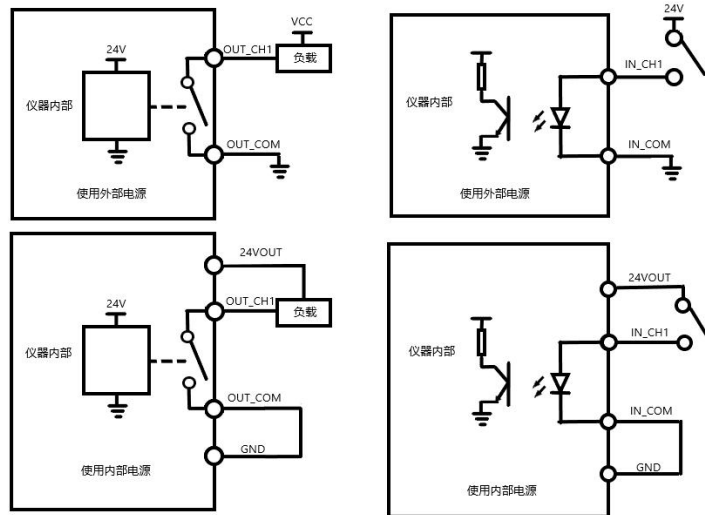 VCC
24V
OUT_CH1
负载
仪器内部
OUT_COM
使用外部电源
24V
IN_CH1
仪器内部
IN_COM
使用外部电源
24VOUT
24V
OUT_CH1
负载
仪器内部
OUT_COM
GND
使用内部电源
24VOUT
IN_CH1
仪器内部
IN_COM
GND
使用内部电源